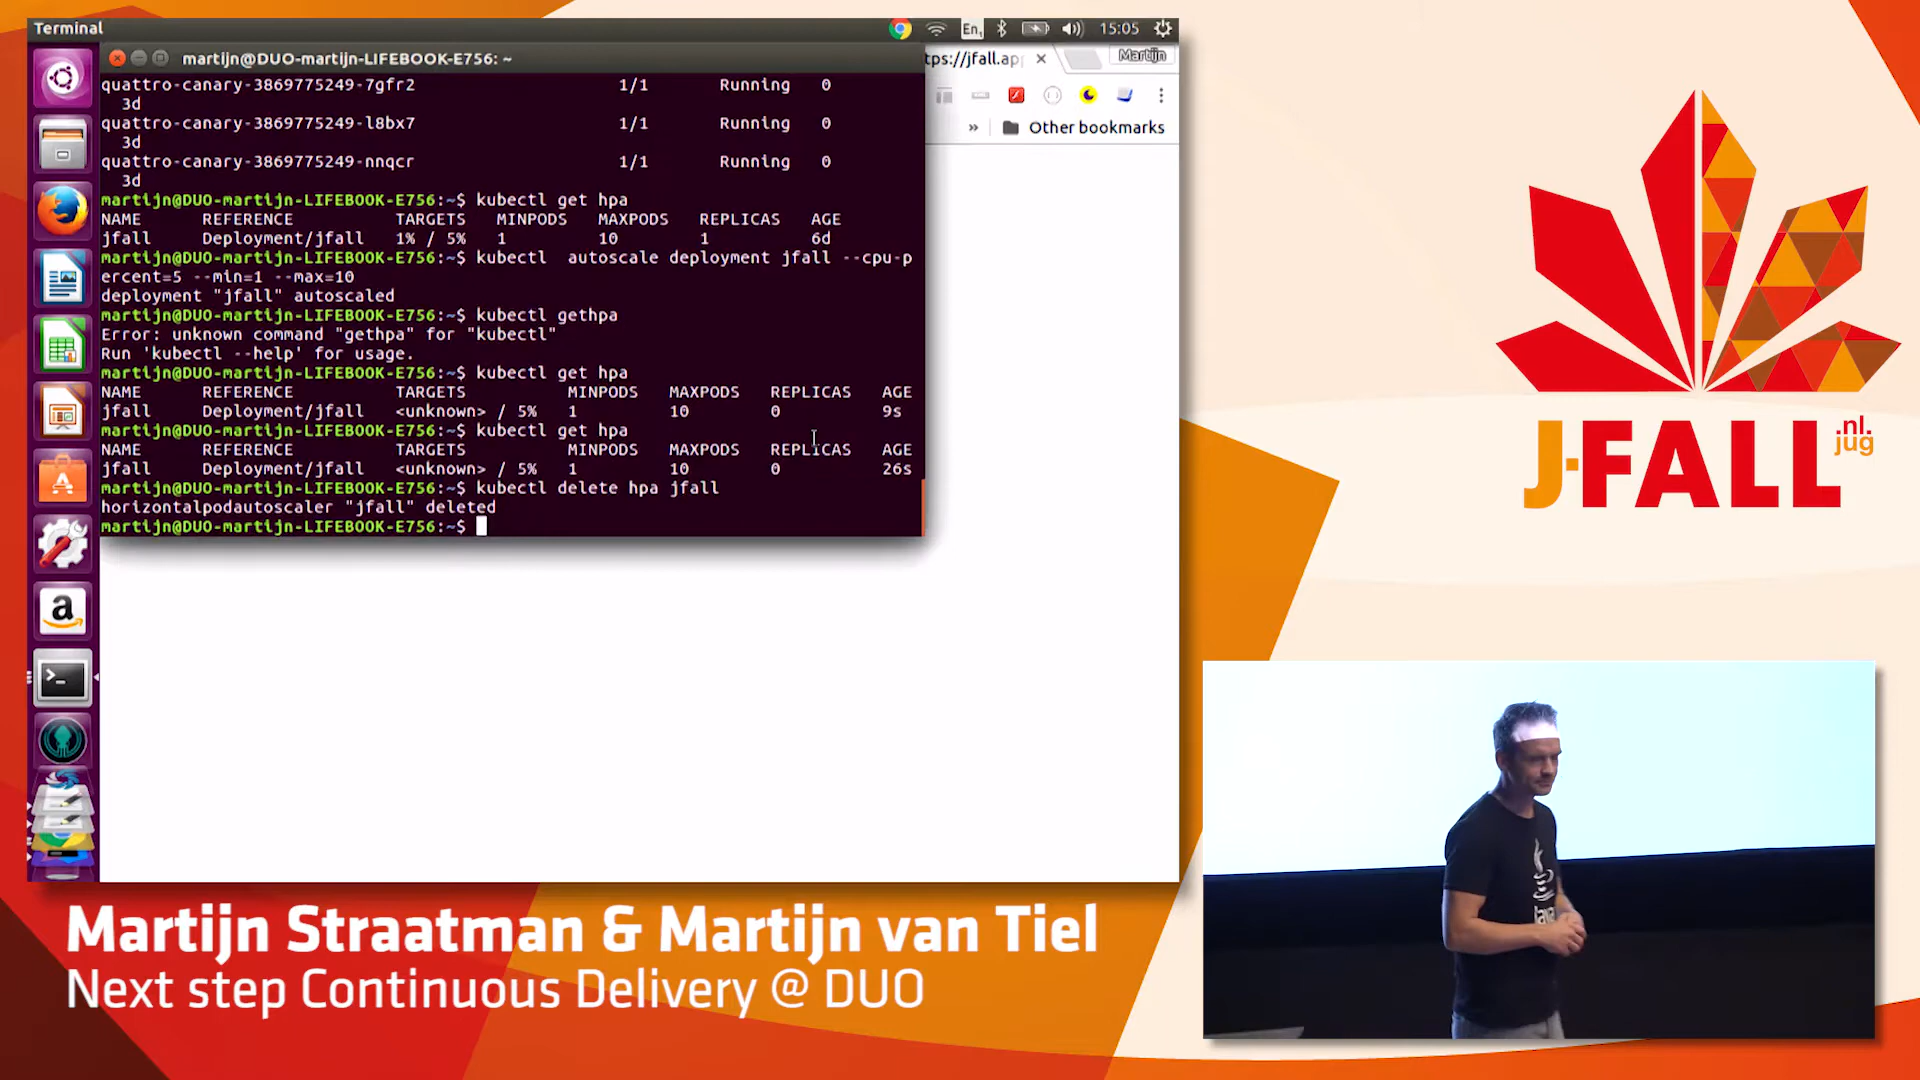 Terminal
En1
15:05
martijn@DUO-martijn-LIFEBOOK-E756: ~
tps://jfall.ap
Martijn
quattro-canary-3869775249-7gfr2 1/1 Running 0
3d
» Other bookmarks
quattro-canary-3869775249-l8bx7 1/1 Running 0
3d
quattro-canary-3869775249-nnqcr 1/1 Running 0
3d
martijn@DUO-martijn-LIFEBOOK-E756:~$ kubectl get hpa
NAME REFERENCE TARGETS MINPODS MAXPODS REPLICAS AGE
jfall Deployment/jfall 1% / 5% 1 10 1 6d
martijn@DUO-martijn-LIFEBOOK-E756:~$ kubectl  autoscale deployment jfall --cpu-p
ercent=5 --min=1 --max=10
deployment "jfall" autoscaled
martijn@DUO-martijn-LIFEBOOK-E756:~$ kubectl gethpa
Error: unknown command "gethpa" for "kubectl"
Run 'kubectl --help' for usage.
martijn@DUO-martijn-LIFEBOOK-E756:~$ kubectl get hpa
NAME REFERENCE TARGETS MINPODS MAXPODS REPLICAS AGE
jfall Deployment/jfall <unknown> / 5% 1 10 0 9s
martijn@DUO-martijn-LIFEBOOK-E756:~$ kubectl get hpa
NAME REFERENCE TARGETS MINPODS MAXPODS REPLICAS AGE
jfall Deployment/jfall <unknown> / 5% 1 10 0 26s
martijn@DUO-martijn-LIFEBOOK-E756:~$ kubectl delete hpa jfall
horizontalpodautoscaler "jfall" deleted
martijn@DUO-martijn-LIFEBOOK-E756:~$
J-FALL
.nl.
jug
Java
Martijn Straatman & Martijn van Tiel
Next step Continuous Delivery @ DUO